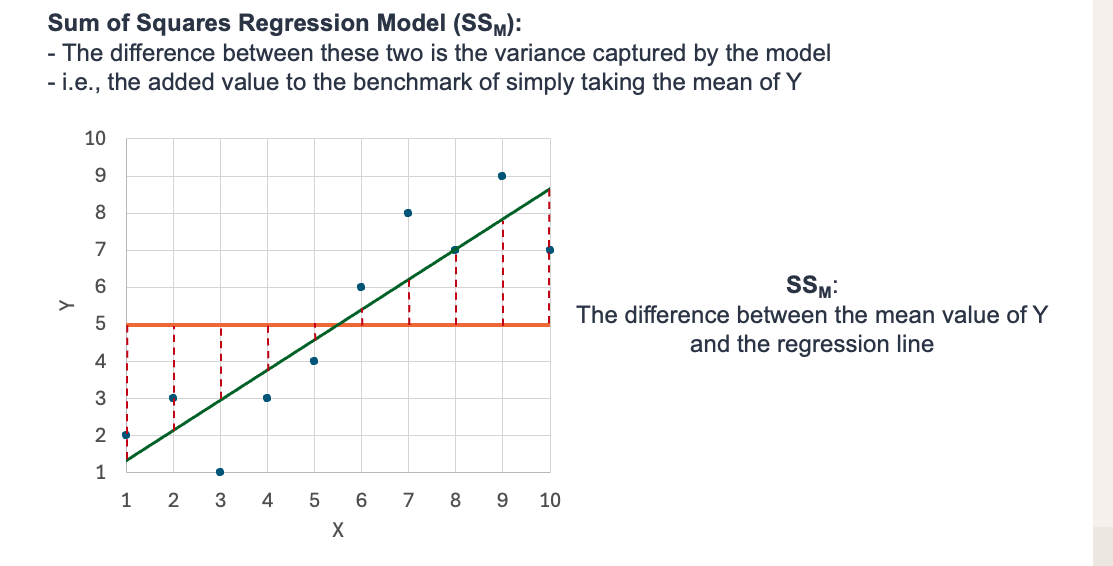 Sum of Squares Regression Model (SSM):
- The difference between these two is the variance captured by the model
- i.e., the added value to the benchmark of simply taking the mean of Y
10
9
8
7
6
5
4
3
2
1
Y
1 2 3 4 5 6 7 8 9 10
X
SSM:
The difference between the mean value of Y
and the regression line